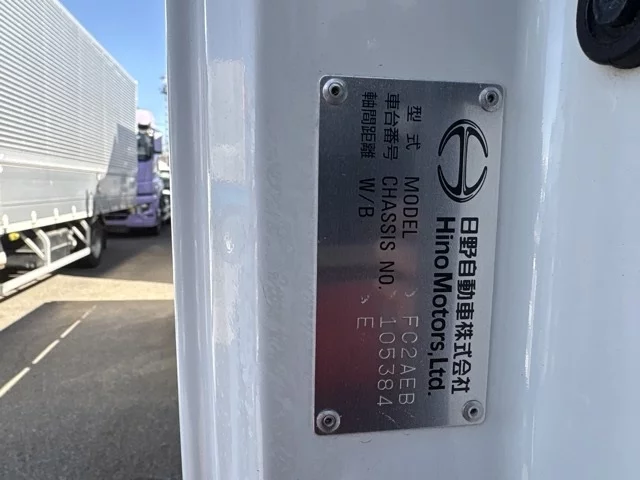 日野自動車株式会社
Hino Motors, Ltd.
型式 MODEL FC2AEB
車台番号 CHASSIS NO. 105384
軸間距離 W/B E